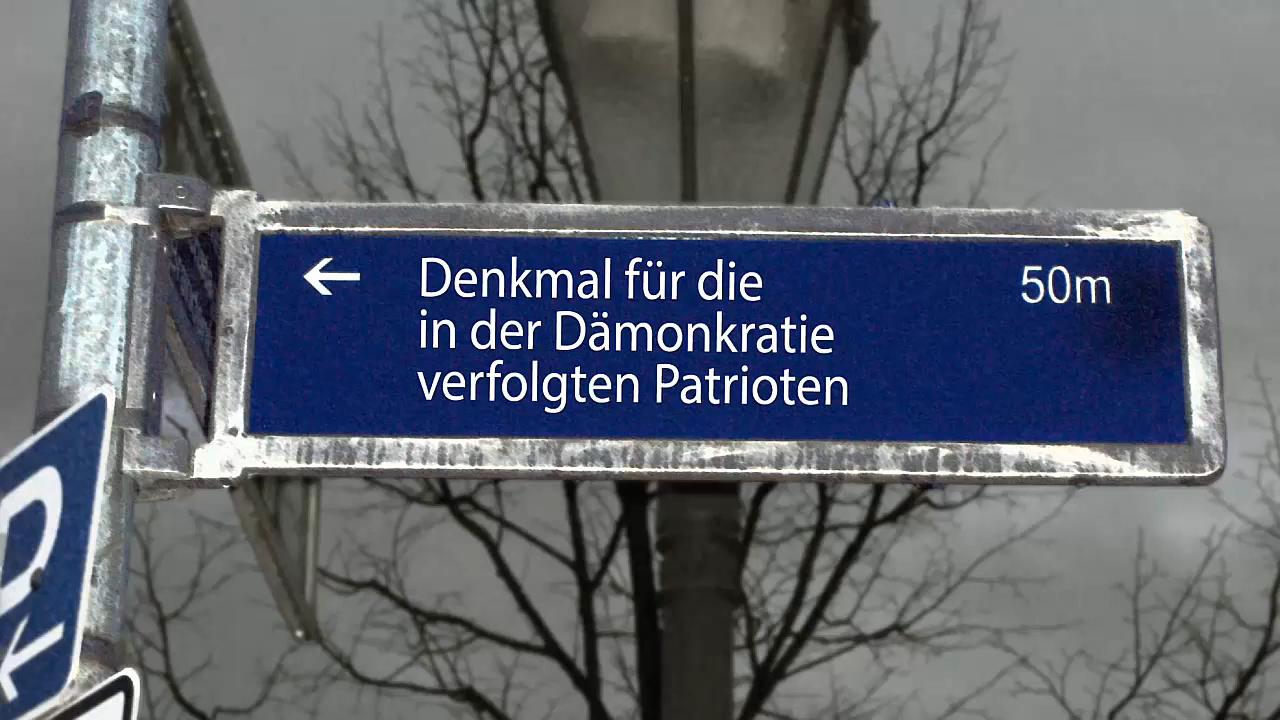 ← Denkmal für die 50m
in der Dämonkratie
verfolgten Patrioten